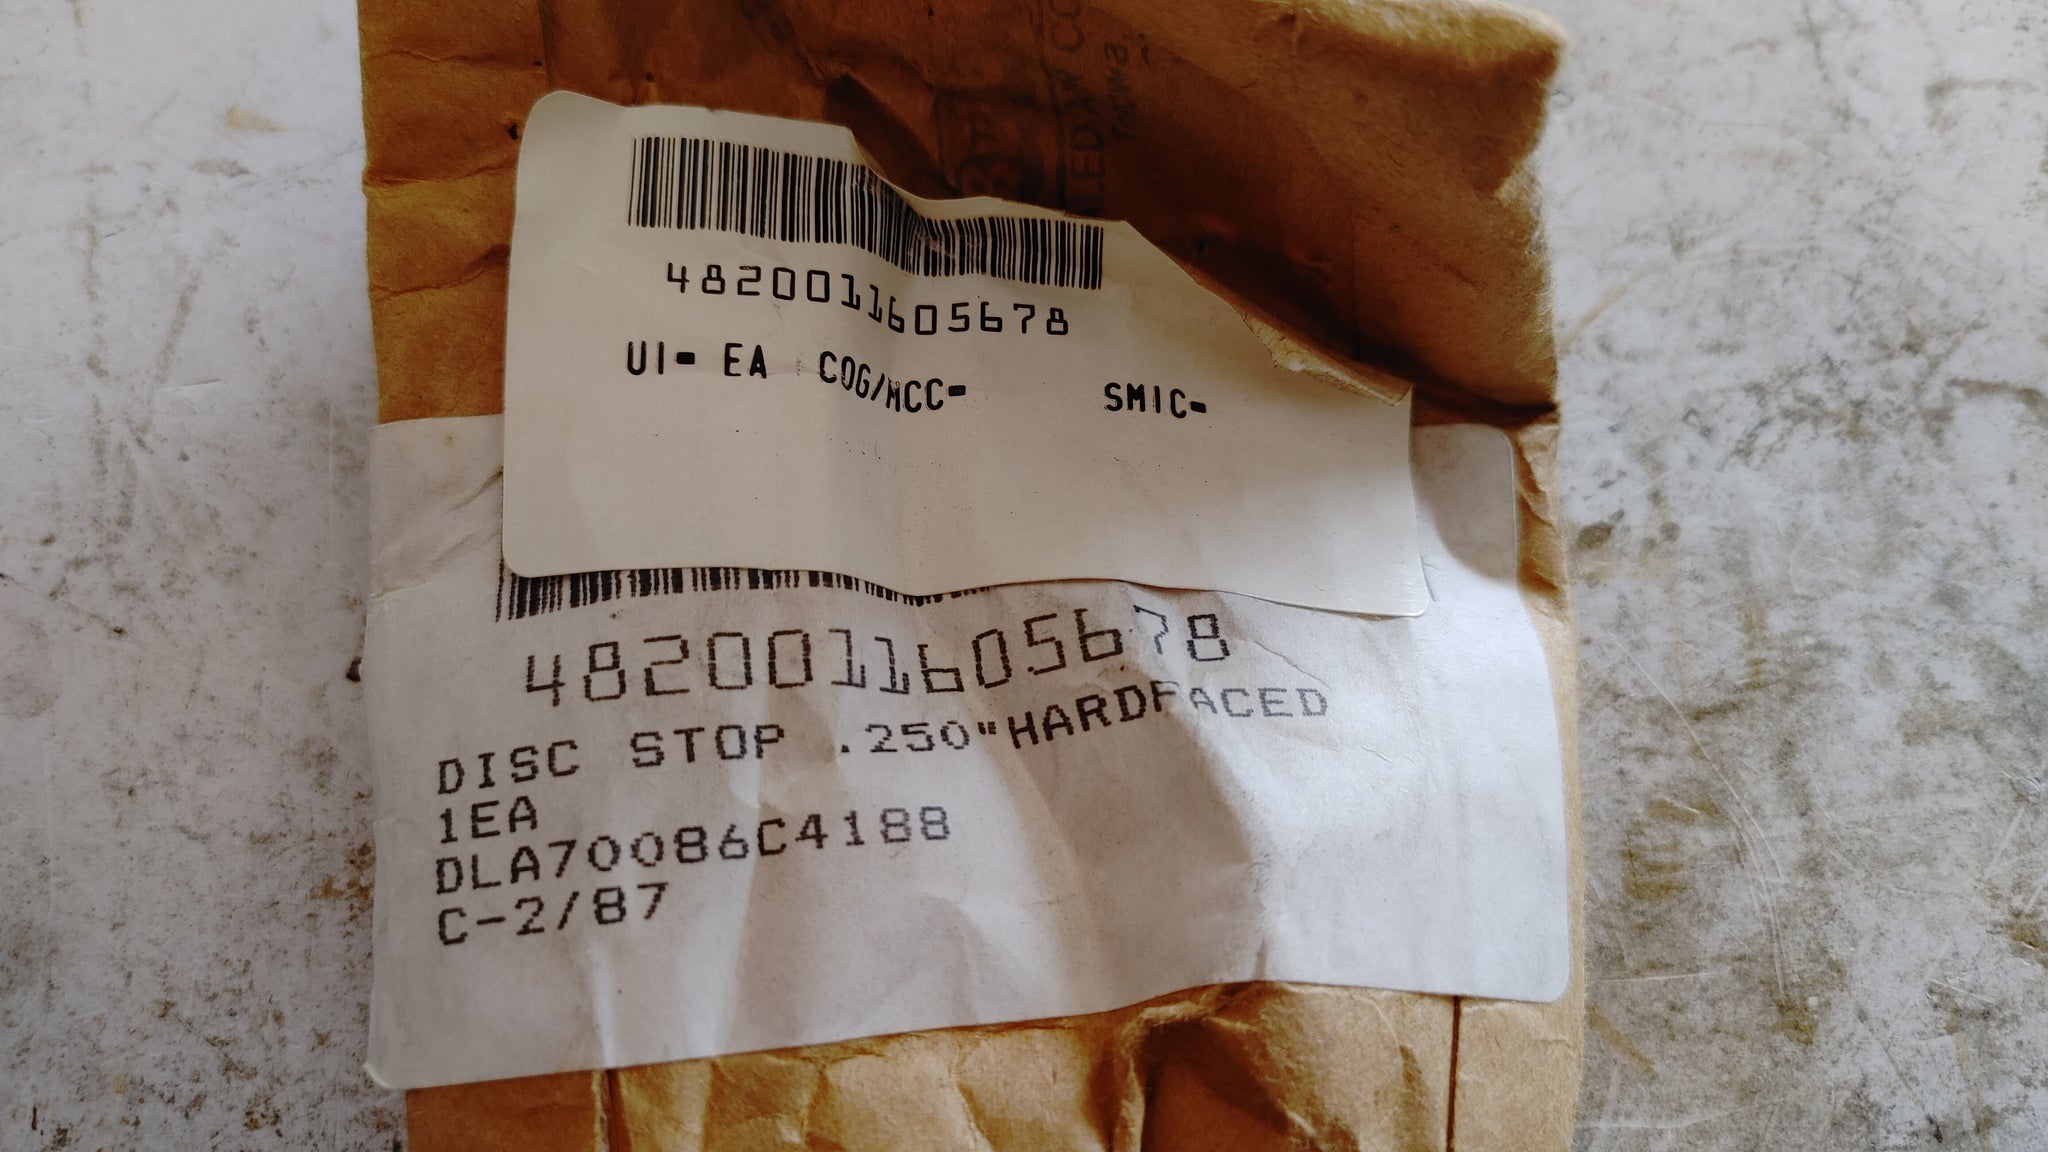 4820011605678
UI- EA COG/MCC- SMIC-
4820011605678
DISC STOP .250"HARDFACED
1EA
DLA70086C4188
C-2/87